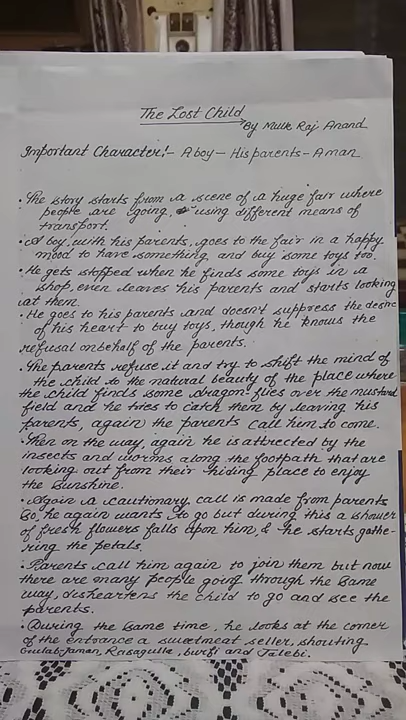 The Lost Child
By Mulk Raj Anand
Important Character:- A boy - His parents - A man
• The story starts from a scene of a huge fair where
people are going, using different means of
transport.
• A boy, with his parents, goes to the fair in a happy
mood to have something, and buy some toys too.
• He gets stopped when he finds some toys in a
shop, even leaves his parents and starts looking
at them.
• He goes to his parents and doesn't suppress the desire
of his heart to buy toys, though he knows the
refusal onbehalf of the parents.
• The parents refuse it and try to shift the mind of
the child to the natural beauty of the place where
the child finds some dragon-flies over the mustard
field and he tries to catch them by leaving his
parents, again the parents call him to come.
• Then on the way, again he is attrected by the
insects and worms along the footpath that are
looking out from their hiding place to enjoy
the sunshine.
• Again a cautionary call is made from parents
So, he again wants to go but during this a shower
of fresh flowers falls upon him, & he starts gathe-
ring the petals.
• Parents call him again to join them but now
there are many people going through the same
way, disheartens the child to go and see the
parents.
• During the same time, he looks at the corner
of the entrance a sweetmeat seller, shouting
Gulab-Jaman, Rasagulle, burfi and Jalebi.